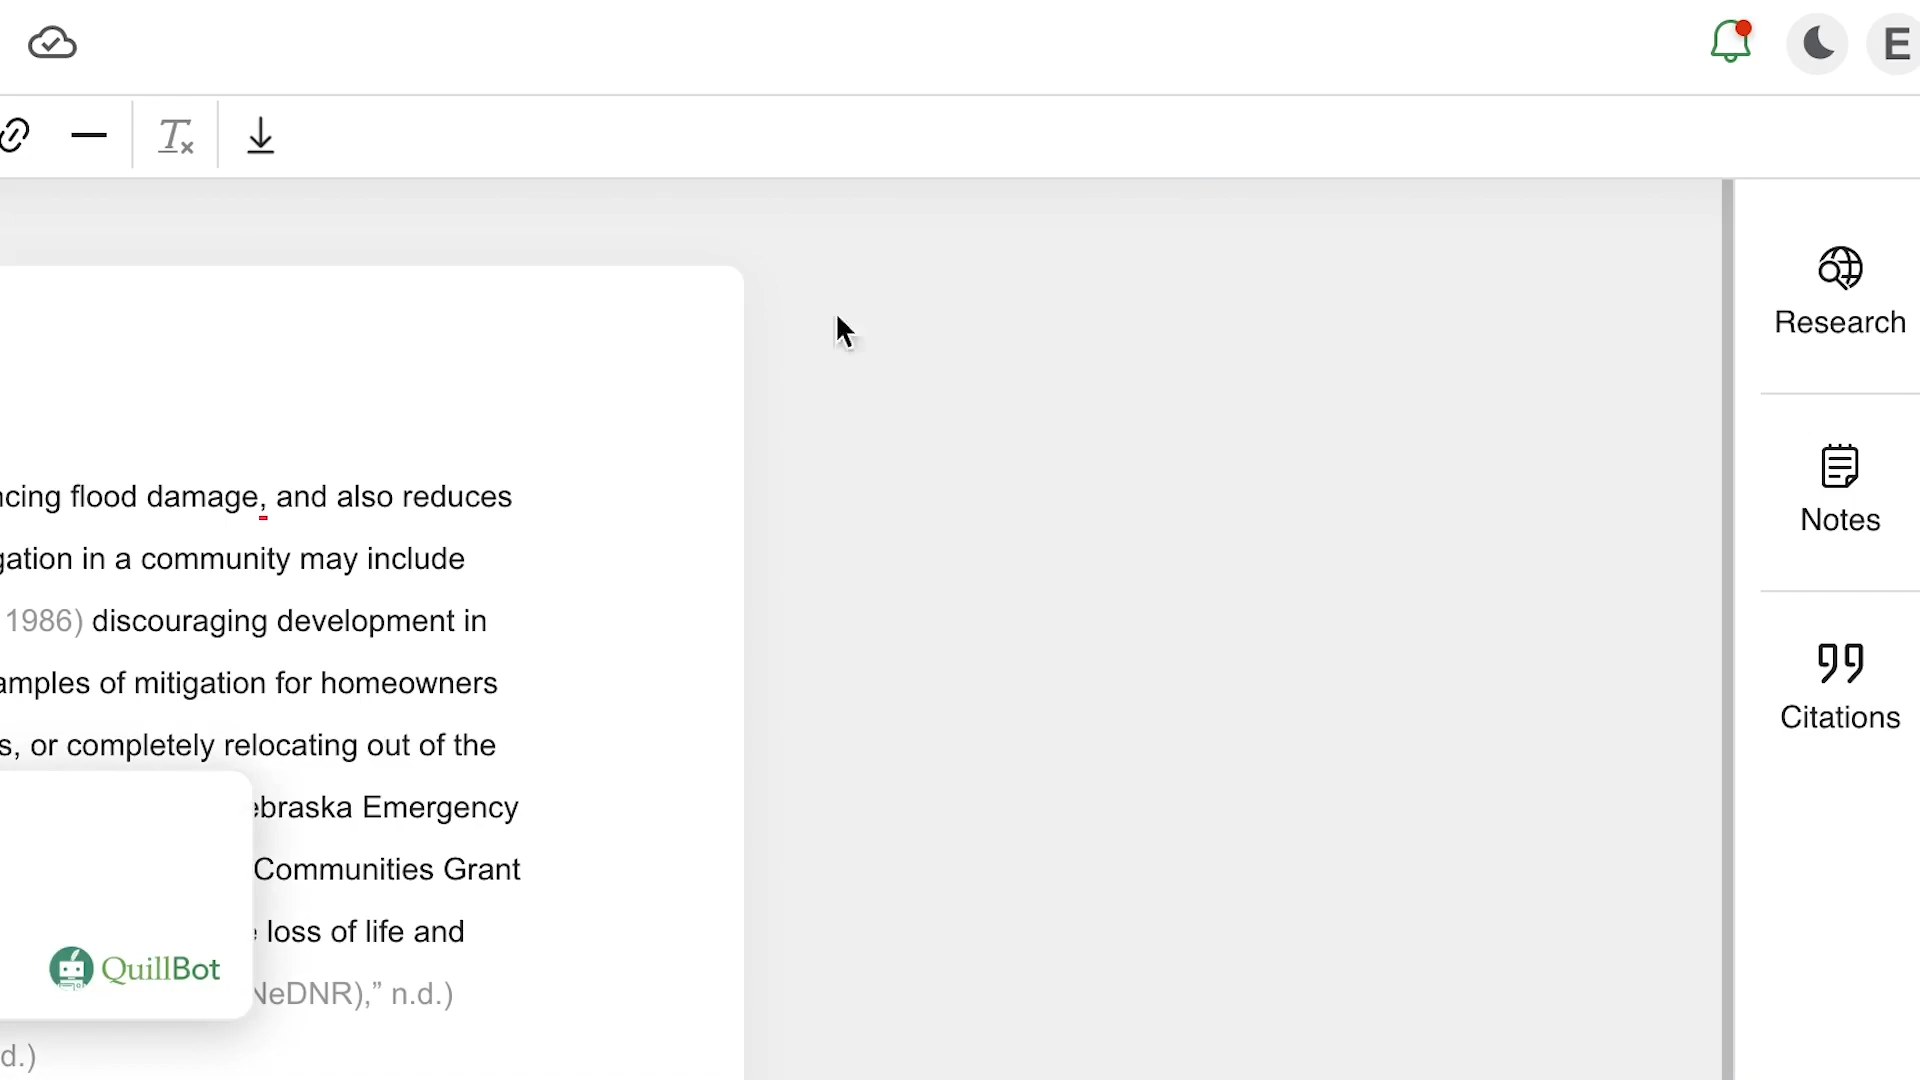 E
Research
ncing flood damage, and also reduces
gation in a community may include
1986) discouraging development in
amples of mitigation for homeowners
s, or completely relocating out of the
ebraska Emergency
Communities Grant
loss of life and
NeDNR),” n.d.)
d.)
Notes
Citations
QuillBot